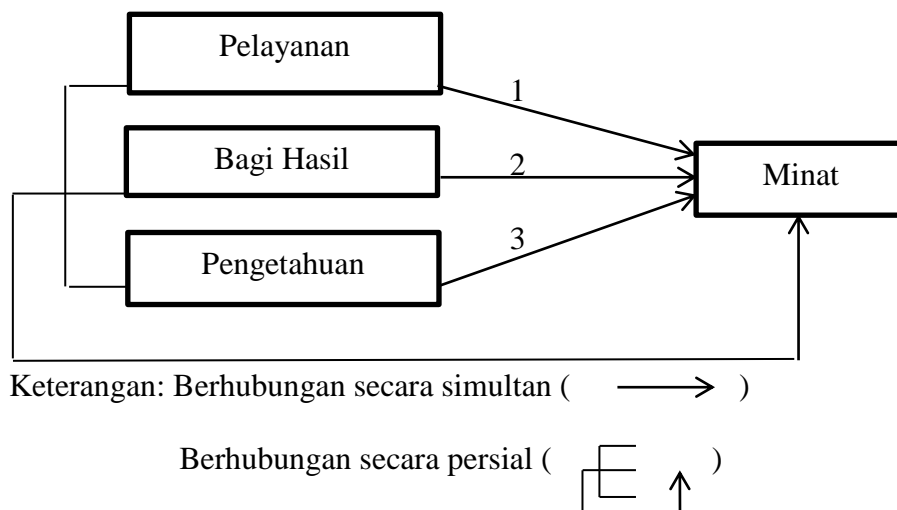 Pelayanan
1
Bagi Hasil
2
Minat
Pengetahuan
3
Keterangan: Berhubungan secara simultan ( )
Berhubungan secara persial ( )